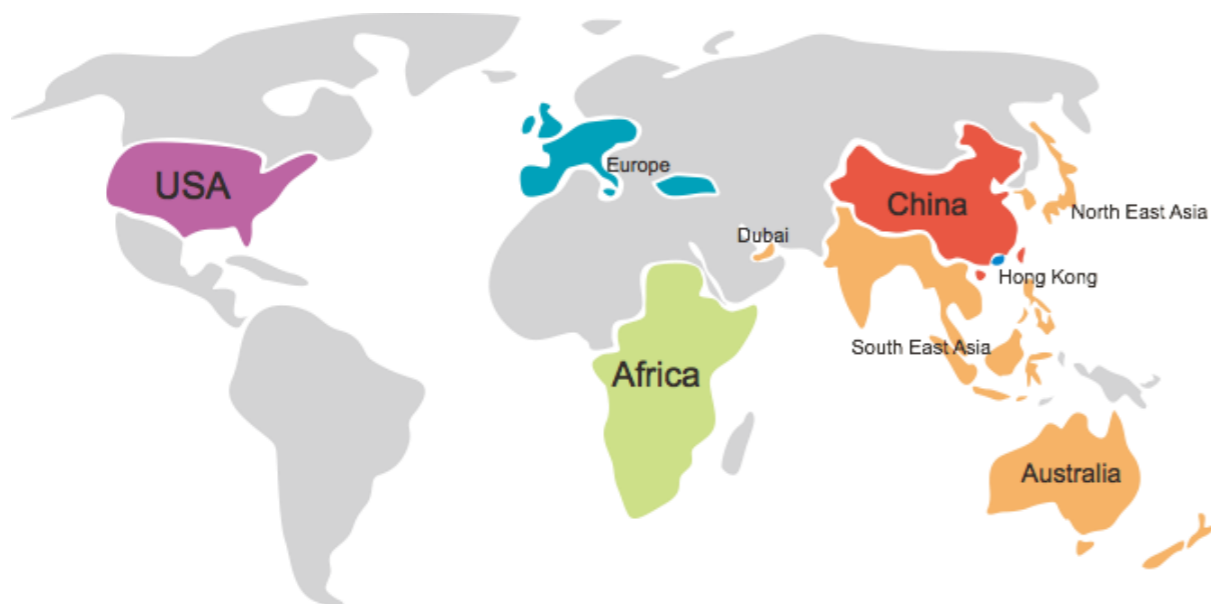 Europe
USA
China
North East Asia
Dubai
Hong Kong
South East Asia
Africa
Australia